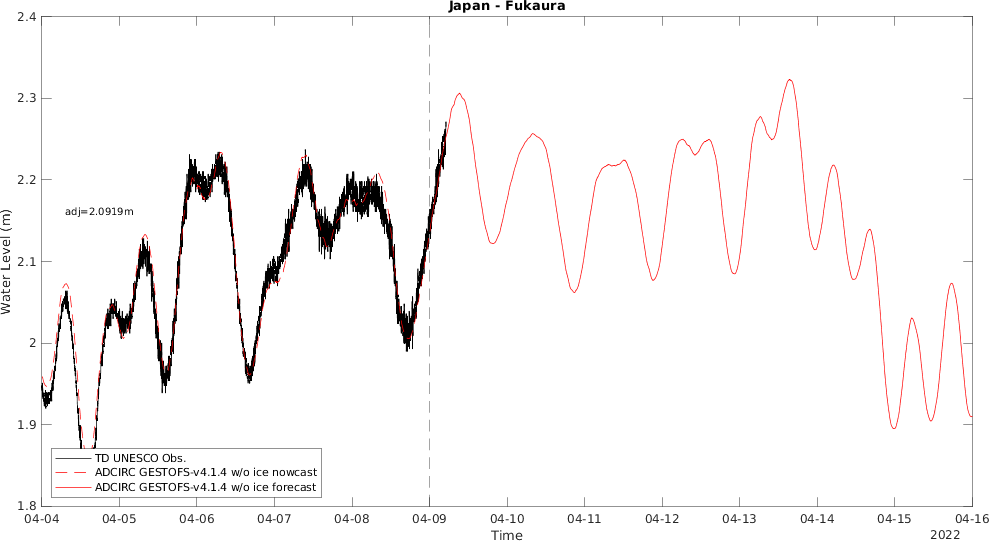 Japan - Fukaura
2.4
2.3
2.2
2.1
2
1.9
1.8
Water Level (m)
adj=2.0919m
TD UNESCO Obs.
ADCIRC GESTOFS-v4.1.4 w/o ice nowcast
ADCIRC GESTOFS-v4.1.4 w/o ice forecast
04-04 04-05 04-06 04-07 04-08 04-09 04-10 04-11 04-12 04-13 04-14 04-15 04-16
Time
2022